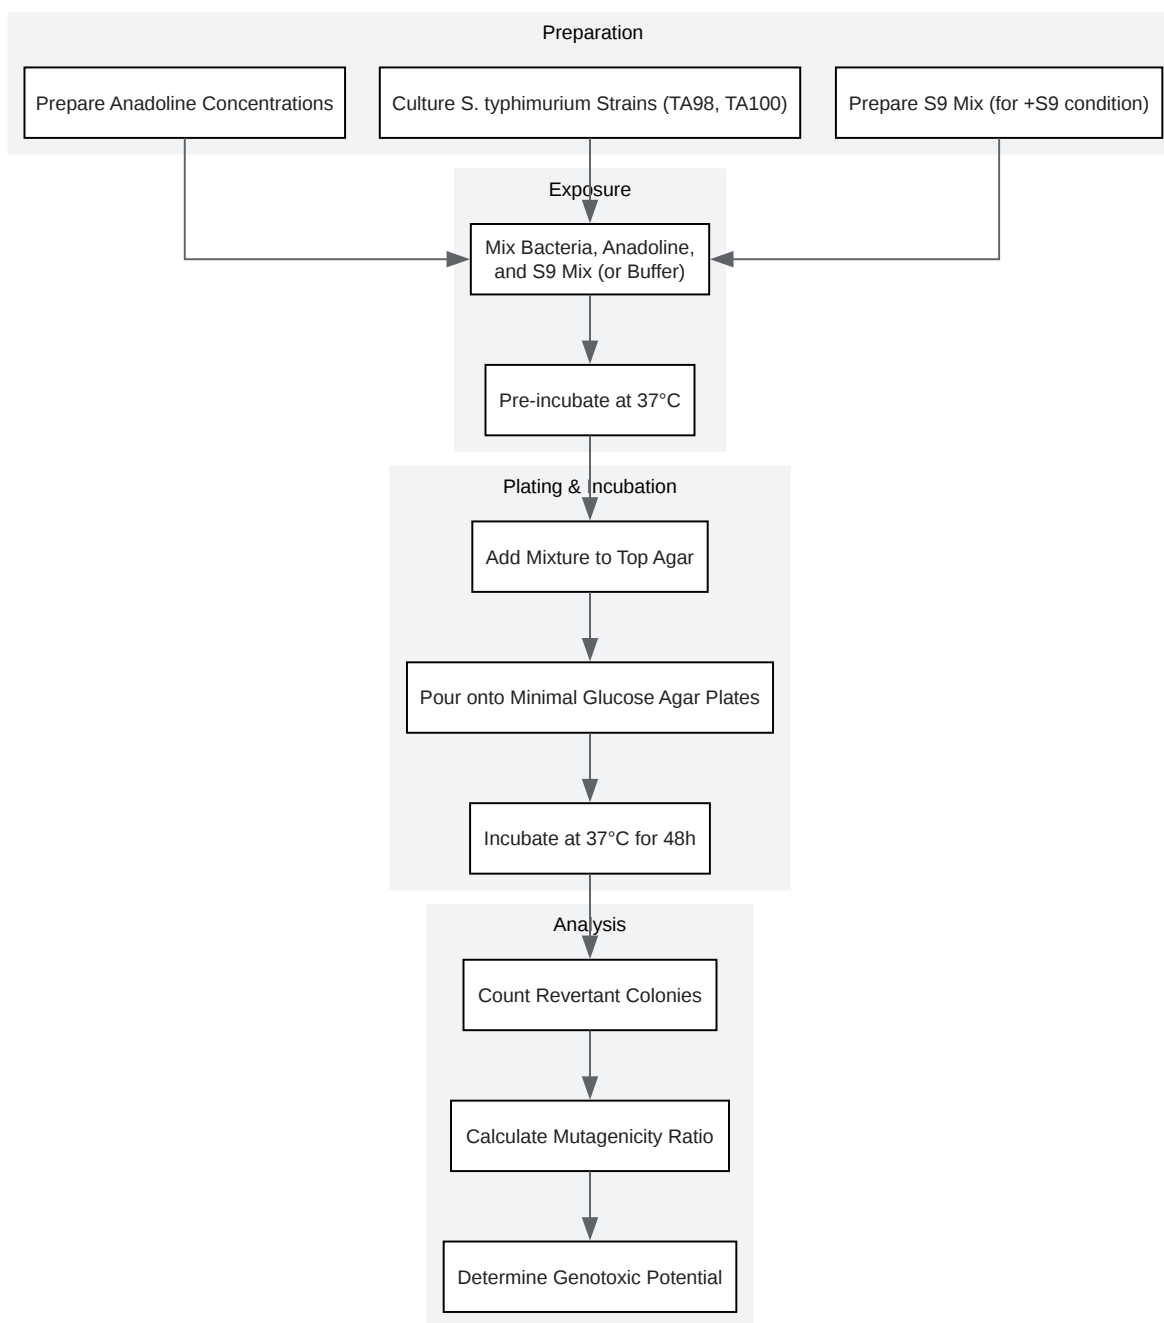 Preparation
Prepare Anadoline Concentrations
Culture S. typhimurium Strains (TA98, TA100)
Prepare S9 Mix (for +S9 condition)
Exposure
Mix Bacteria, Anadoline,
and S9 Mix (or Buffer)
Pre-incubate at 37°C
Plating & Incubation
Add Mixture to Top Agar
Pour onto Minimal Glucose Agar Plates
Incubate at 37°C for 48h
Analysis
Count Revertant Colonies
Calculate Mutagenicity Ratio
Determine Genotoxic Potential